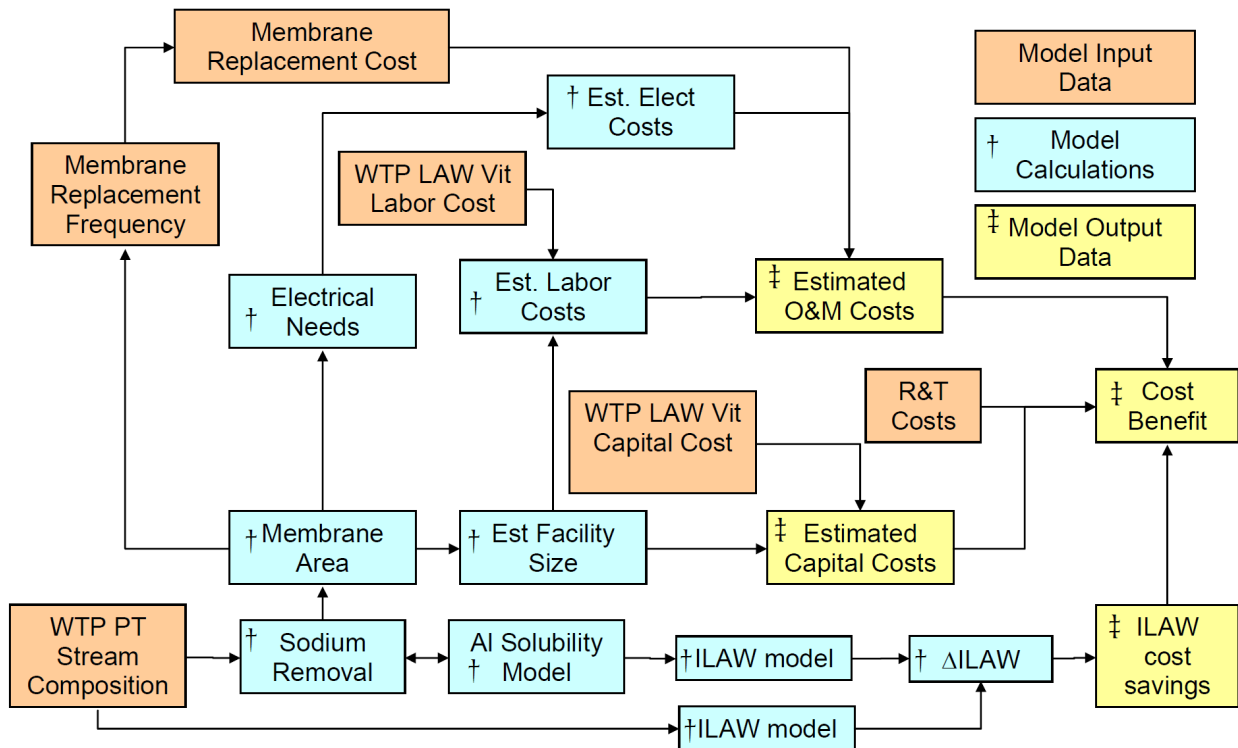 Membrane
Replacement Cost
Model Input
Data
† Est. Elect
Costs
† Model
Calculations
Membrane
Replacement
Frequency
WTP LAW Vit
Labor Cost
‡ Model Output
Data
Electrical
† Needs
Est. Labor
† Costs
‡ Estimated
O&M Costs
WTP LAW Vit
Capital Cost
R&T
Costs
‡ Cost
Benefit
† Membrane
Area
† Est Facility
Size
‡ Estimated
Capital Costs
WTP PT
Stream
Composition
† Sodium
Removal
Al Solubility
† Model
† ILAW model
† ΔILAW
‡ ILAW
cost
savings
† ILAW model